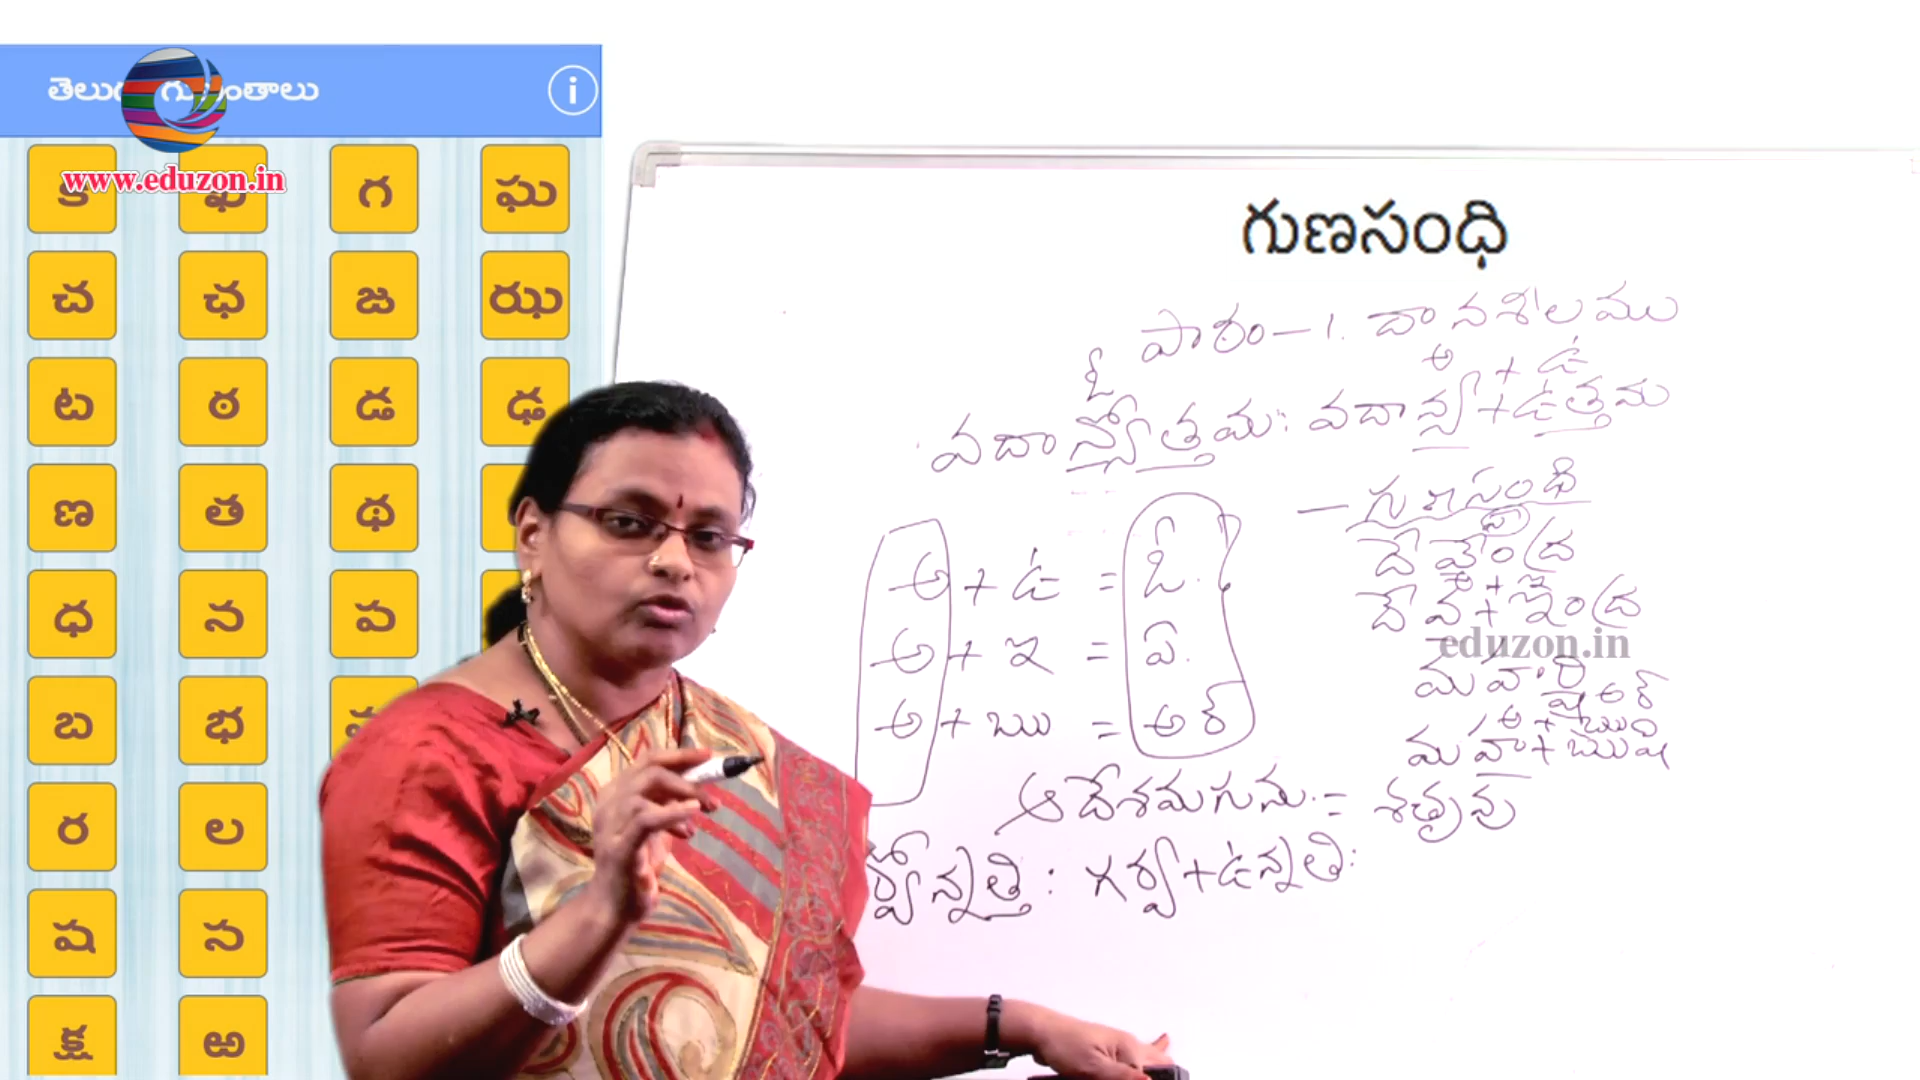 తెలుగు గుణింతాలు
i
www.eduzon.in
క ఖ గ ఘ
చ ఛ జ ఝ
ట ఠ డ ఢ
ణ త థ
ధ న ప
బ భ
ర ల
ష స
క్ష ఱ
గుణసంధి
పాఠం-1. దానశీలము
ఓ అ + ఉ
వదాన్యోత్తమ: వదాన్య+ఉత్తమ
- గుణసంధి
అ + ఉ = ఓ.
అ + ఇ = ఏ.
అ + ఋ = అర్
దేవేంద్ర
అ + ఇ
దేవ+ఇంద్ర
eduzon.in
మహర్షి
అర్
అ + ఋ
మహా+ఋషి
ఆదేశమగును. = శత్రువు
ర్వోన్నతి : గర్వ+ఉన్నతి: